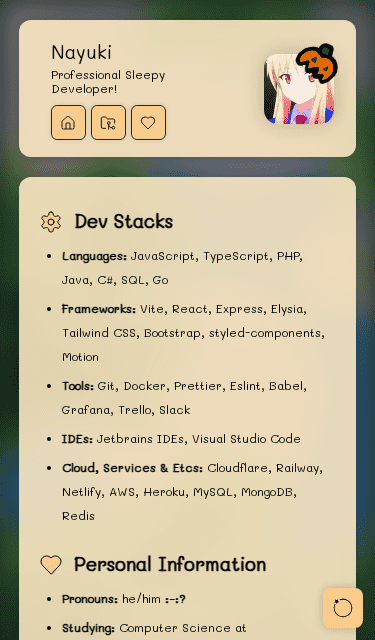 Nayuki
Professional Sleepy
Developer!
Dev Stacks
Languages: JavaScript, TypeScript, PHP,
Java, C#, SQL, Go
Frameworks: Vite, React, Express, Elysia,
Tailwind CSS, Bootstrap, styled-components,
Motion
Tools: Git, Docker, Prettier, Eslint, Babel,
Grafana, Trello, Slack
IDEs: Jetbrains IDEs, Visual Studio Code
Cloud, Services & Etcs: Cloudflare, Railway,
Netlify, AWS, Heroku, MySQL, MongoDB,
Redis
Personal Information
Pronouns: he/him :-:?
Studying: Computer Science at